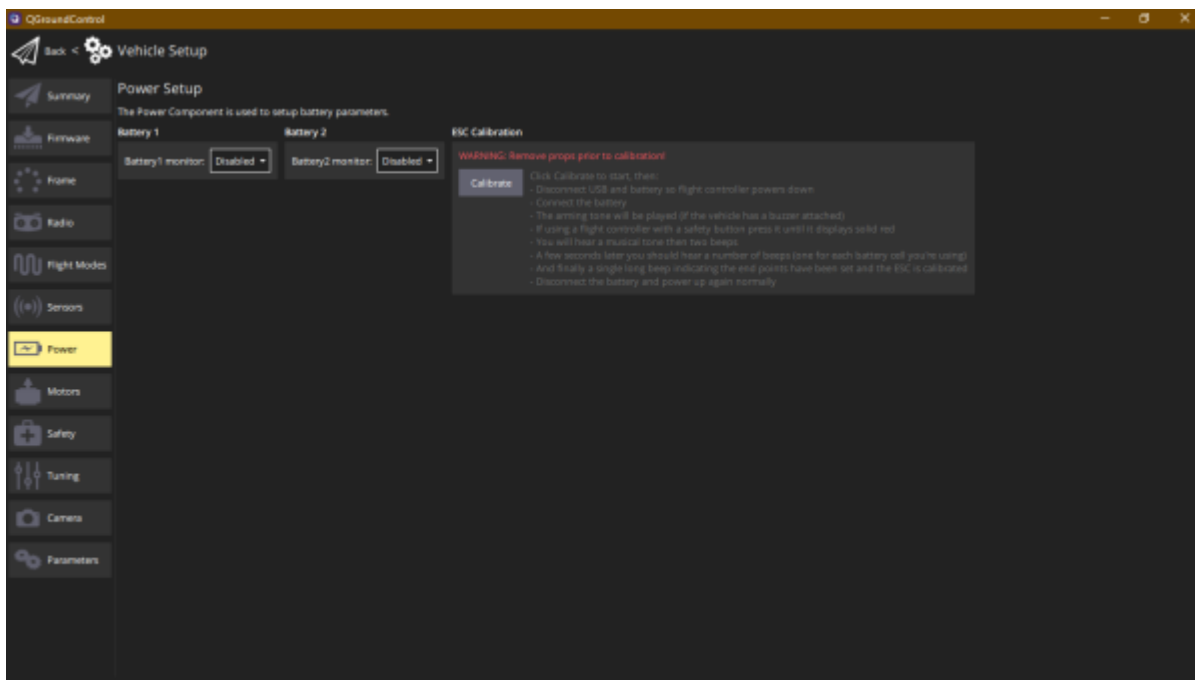 QGroundControl
Back < Vehicle Setup
Summary
Firmware
Frame
Radio
Flight Modes
Sensors
Power
Motors
Safety
Tuning
Camera
Parameters
Power Setup
The Power Component is used to setup battery parameters.
Battery 1
Battery1 monitor: Disabled
Battery 2
Battery2 monitor: Disabled
ESC Calibration
WARNING: Remove props prior to calibration!
Calibrate
Click Calibrate to start, then:
- Disconnect USB and battery so flight controller powers down
- Connect the battery
- The arming tone will be played (if the vehicle has a buzzer attached)
- If using a flight controller with a safety button press it until it displays solid red
- You will hear a musical tone then two beeps
- A few seconds later you should hear a number of beeps (one for each battery cell you're using)
- And finally a single long beep indicating the end points have been set and the ESC is calibrated
- Disconnect the battery and power up again normally